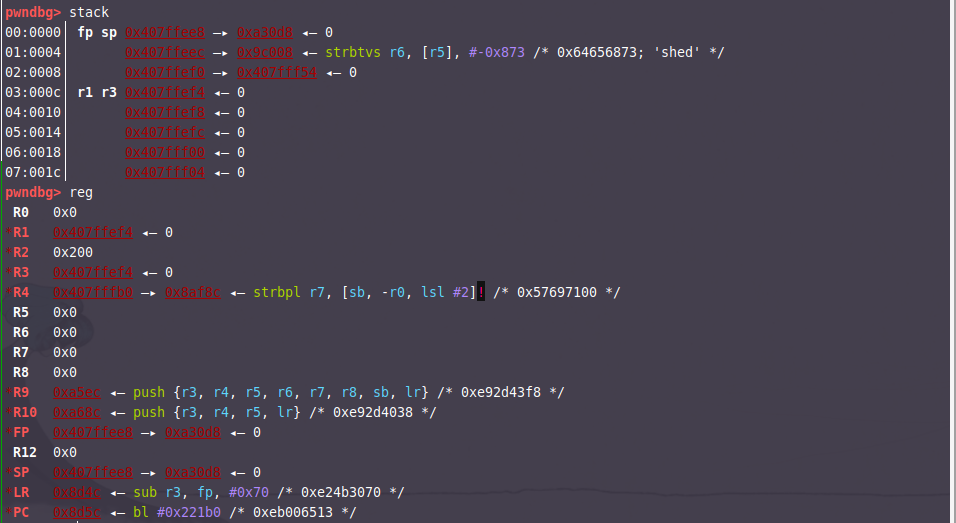 pwndbg> stack
00:0000│ fp sp 0x407ffee8 —▸ 0xa30d8 ◂— 0
01:0004│ 0x407ffeec —▸ 0x9c008 ◂— strbtvs r6, [r5], #-0x873 /* 0x64656873; 'shed' */
02:0008│ 0x407ffef0 —▸ 0x407fff54 ◂— 0
03:000c│ r1 r3 0x407ffef4 ◂— 0
04:0010│ 0x407ffef8 ◂— 0
05:0014│ 0x407ffefc ◂— 0
06:0018│ 0x407fff00 ◂— 0
07:001c│ 0x407fff04 ◂— 0
pwndbg> reg
R0 0x0
*R1 0x407ffef4 ◂— 0
*R2 0x200
*R3 0x407ffef4 ◂— 0
*R4 0x407fffb0 —▸ 0x8af8c ◂— strbpl r7, [sb, -r0, lsl #2]! /* 0x57697100 */
R5 0x0
R6 0x0
R7 0x0
R8 0x0
*R9 0xa5ec ◂— push {r3, r4, r5, r6, r7, r8, sb, lr} /* 0xe92d43f8 */
*R10 0xa68c ◂— push {r3, r4, r5, lr} /* 0xe92d4038 */
*FP 0x407ffee8 —▸ 0xa30d8 ◂— 0
R12 0x0
*SP 0x407ffee8 —▸ 0xa30d8 ◂— 0
*LR 0x8d4c ◂— sub r3, fp, #0x70 /* 0xe24b3070 */
*PC 0x8d5c ◂— bl #0x221b0 /* 0xeb006513 */